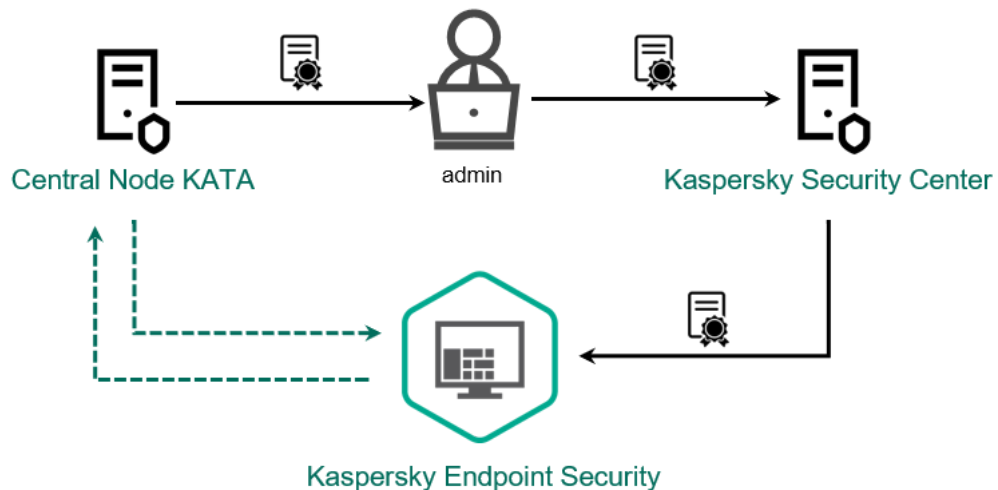 admin
Central Node KATA
Kaspersky Security Center
Kaspersky Endpoint Security